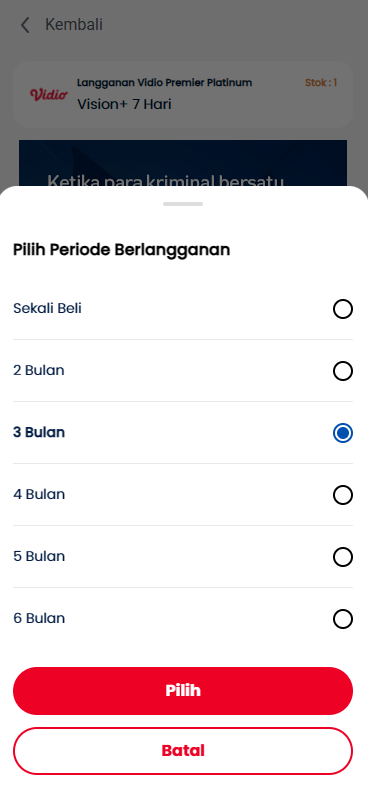 Kembali
Vidio
Langganan Vidio Premier Platinum
Stok : 1
Vision+ 7 Hari
Ketika para kriminal bersatu
Pilih Periode Berlangganan
Sekali Beli
2 Bulan
3 Bulan
4 Bulan
5 Bulan
6 Bulan
Pilih
Batal